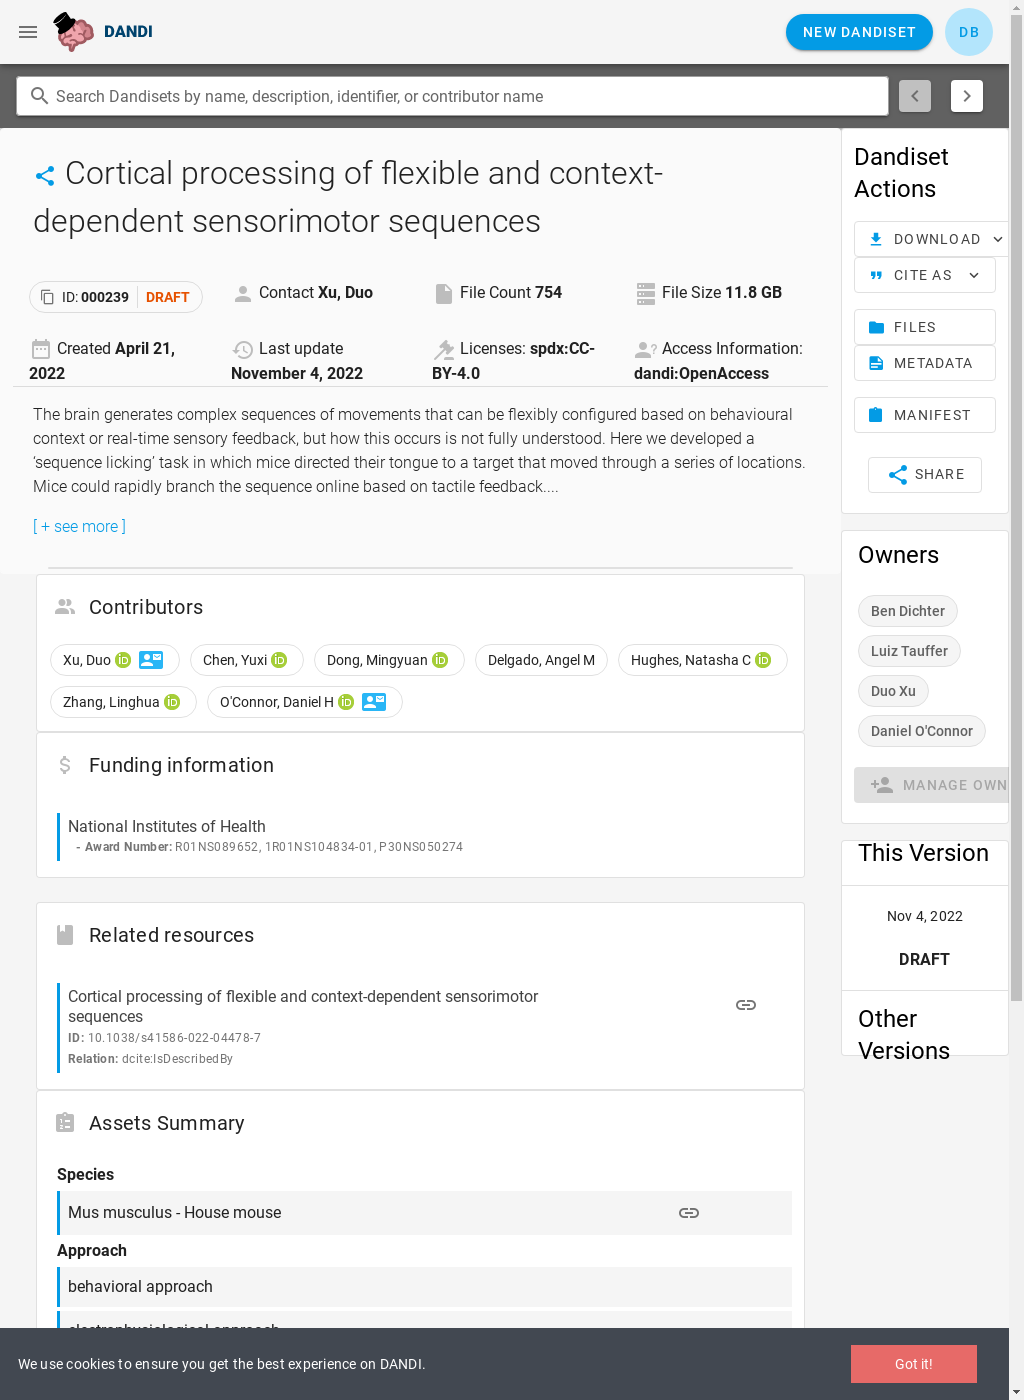 DANDI
NEW DANDISET
DB
Search Dandisets by name, description, identifier, or contributor name
Cortical processing of flexible and context-
dependent sensorimotor sequences
ID: 000239 DRAFT
Contact Xu, Duo
File Count 754
File Size 11.8 GB
Created April 21,
2022
Last update
November 4, 2022
Licenses: spdx:CC-
BY-4.0
Access Information:
dandi:OpenAccess
The brain generates complex sequences of movements that can be flexibly configured based on behavioural
context or real-time sensory feedback, but how this occurs is not fully understood. Here we developed a
‘sequence licking’ task in which mice directed their tongue to a target that moved through a series of locations.
Mice could rapidly branch the sequence online based on tactile feedback....
[ + see more ]
Contributors
Xu, Duo
Chen, Yuxi
Dong, Mingyuan
Delgado, Angel M
Hughes, Natasha C
Zhang, Linghua
O'Connor, Daniel H
Funding information
National Institutes of Health
- Award Number: R01NS089652, 1R01NS104834-01, P30NS050274
Related resources
Cortical processing of flexible and context-dependent sensorimotor
sequences
ID: 10.1038/s41586-022-04478-7
Relation: dcite:IsDescribedBy
Assets Summary
Species
Mus musculus - House mouse
Approach
behavioral approach
electrophysiological approach
Dandiset
Actions
DOWNLOAD
CITE AS
FILES
METADATA
MANIFEST
SHARE
Owners
Ben Dichter
Luiz Tauffer
Duo Xu
Daniel O'Connor
MANAGE OWN
This Version
Nov 4, 2022
DRAFT
Other
Versions
We use cookies to ensure you get the best experience on DANDI.
Got it!